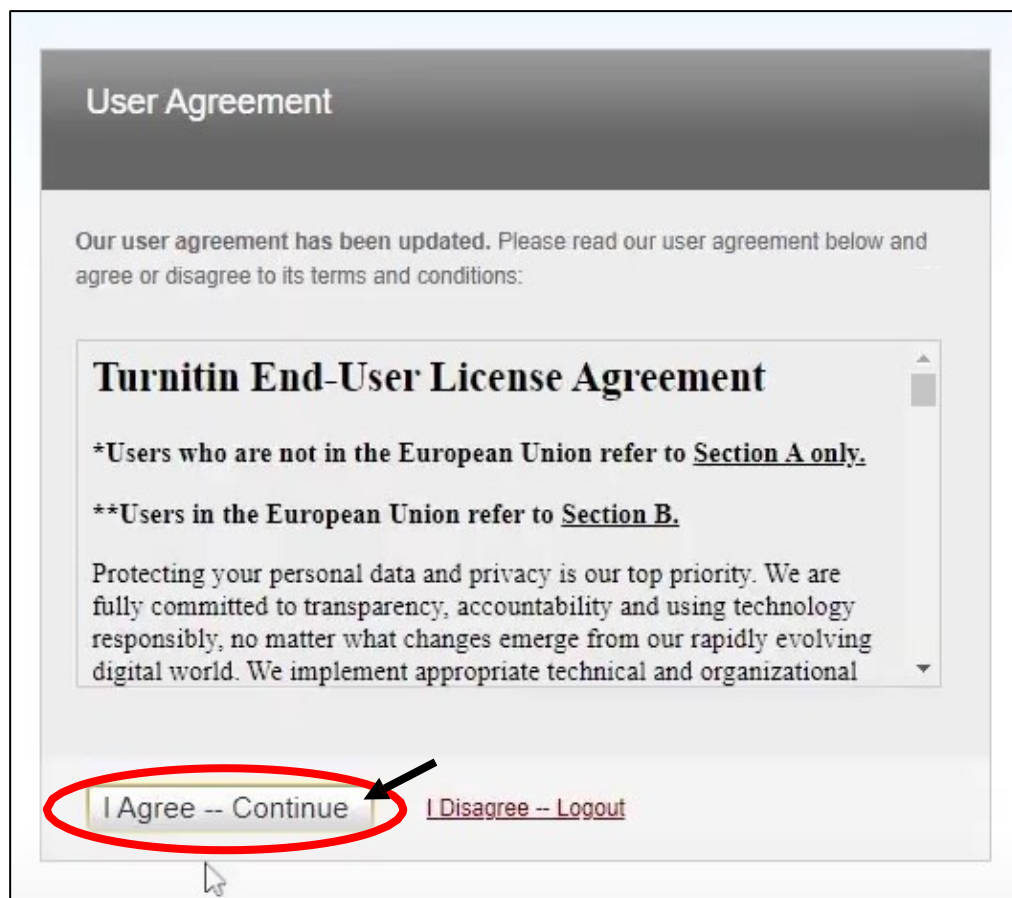 User Agreement
Our user agreement has been updated. Please read our user agreement below and
agree or disagree to its terms and conditions:
Turnitin End-User License Agreement
*Users who are not in the European Union refer to Section A only.
**Users in the European Union refer to Section B.
Protecting your personal data and privacy is our top priority. We are
fully committed to transparency, accountability and using technology
responsibly, no matter what changes emerge from our rapidly evolving
digital world. We implement appropriate technical and organizational
I Agree -- Continue
I Disagree -- Logout